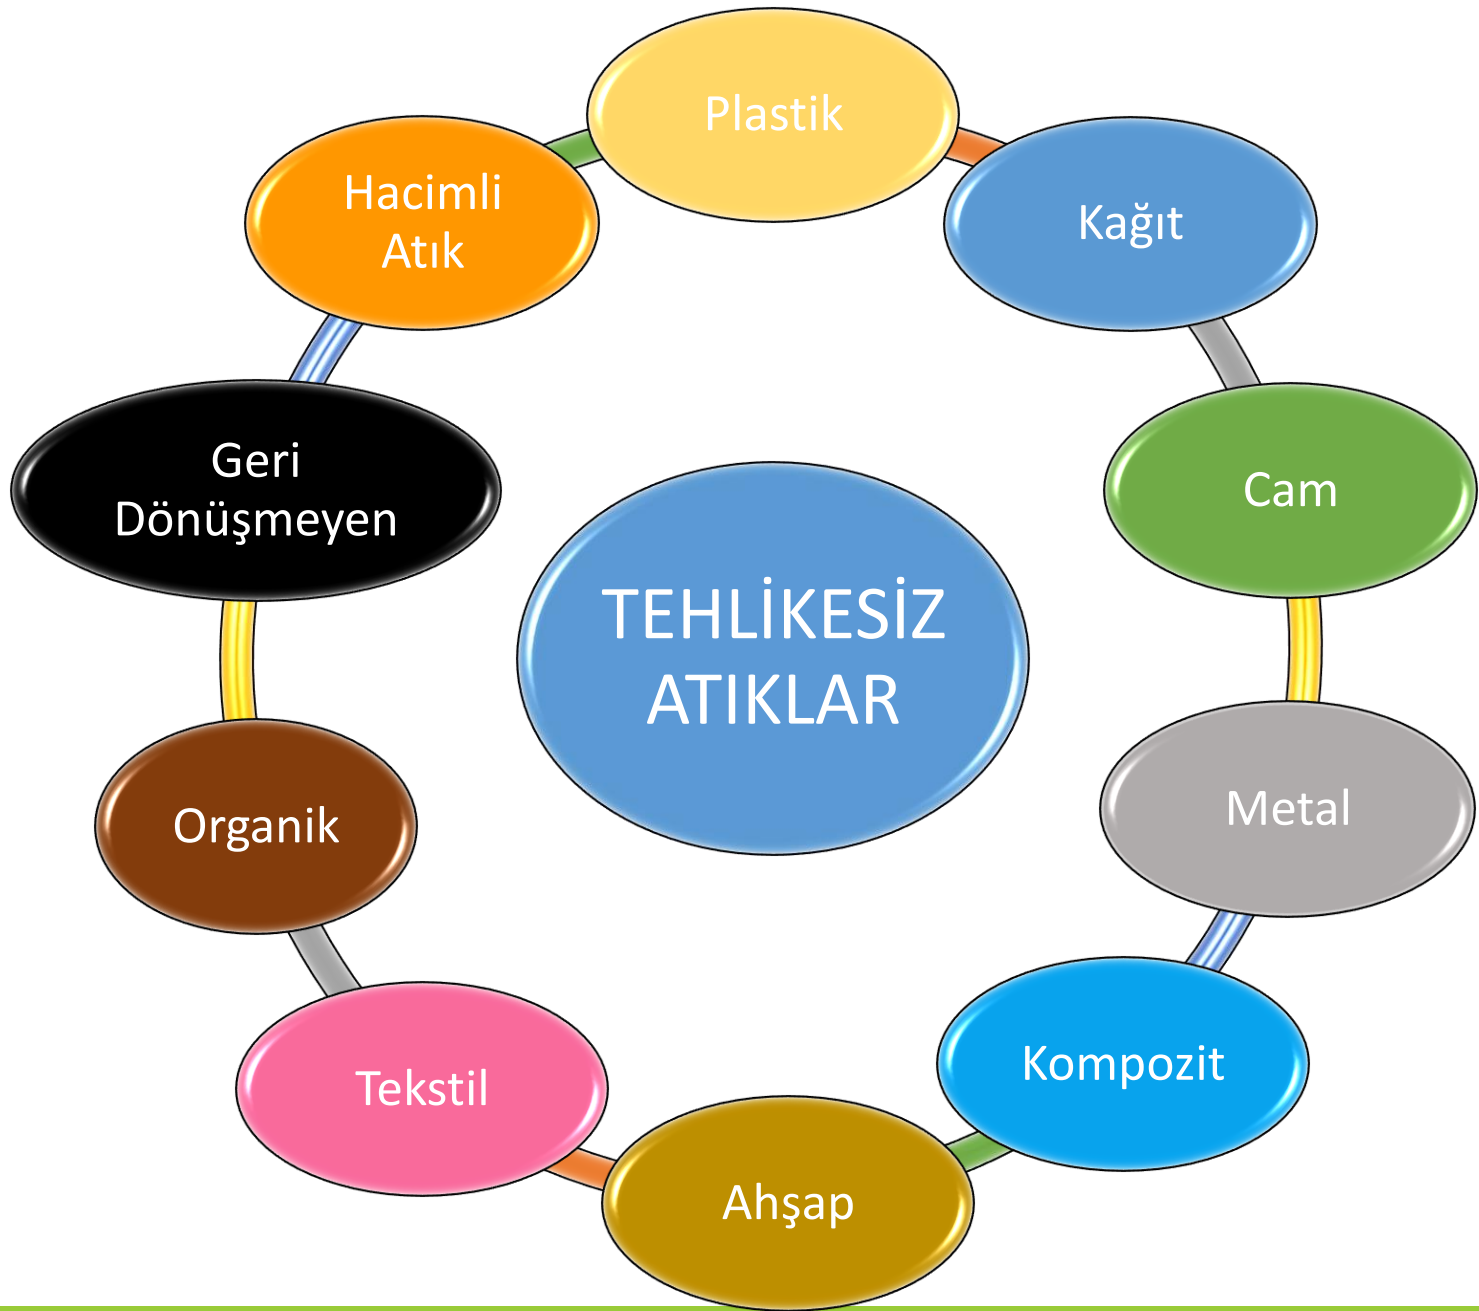 Plastik
Kağıt
Cam
Metal
Kompozit
Ahşap
Tekstil
Organik
Geri
Dönüşmeyen
Hacimli
Atık
TEHLİKESİZ
ATIKLAR